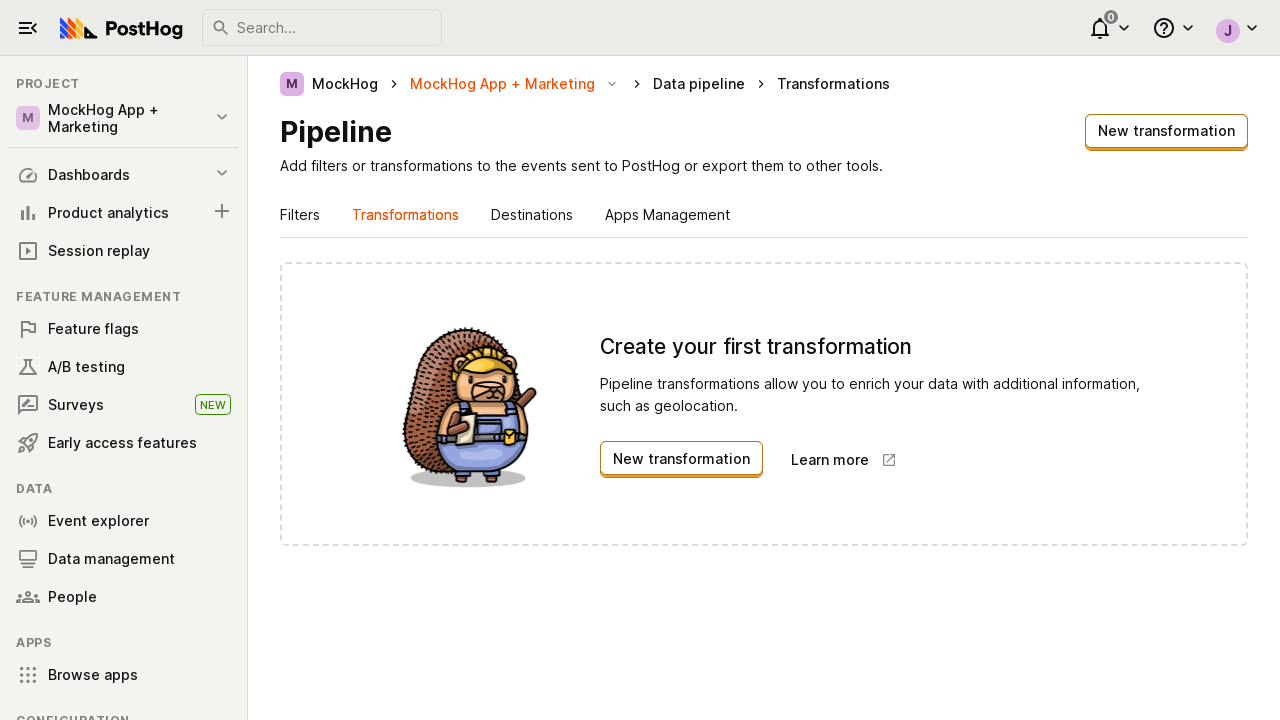 PostHog
Search...
0
J
PROJECT
M
MockHog App +
Marketing
Dashboards
Product analytics
Session replay
FEATURE MANAGEMENT
Feature flags
A/B testing
Surveys
NEW
Early access features
DATA
Event explorer
Data management
People
APPS
Browse apps
CONFIGURATION
M MockHog MockHog App + Marketing Data pipeline Transformations
Pipeline
New transformation
Add filters or transformations to the events sent to PostHog or export them to other tools.
Filters Transformations Destinations Apps Management
Create your first transformation
Pipeline transformations allow you to enrich your data with additional information,
such as geolocation.
New transformation Learn more